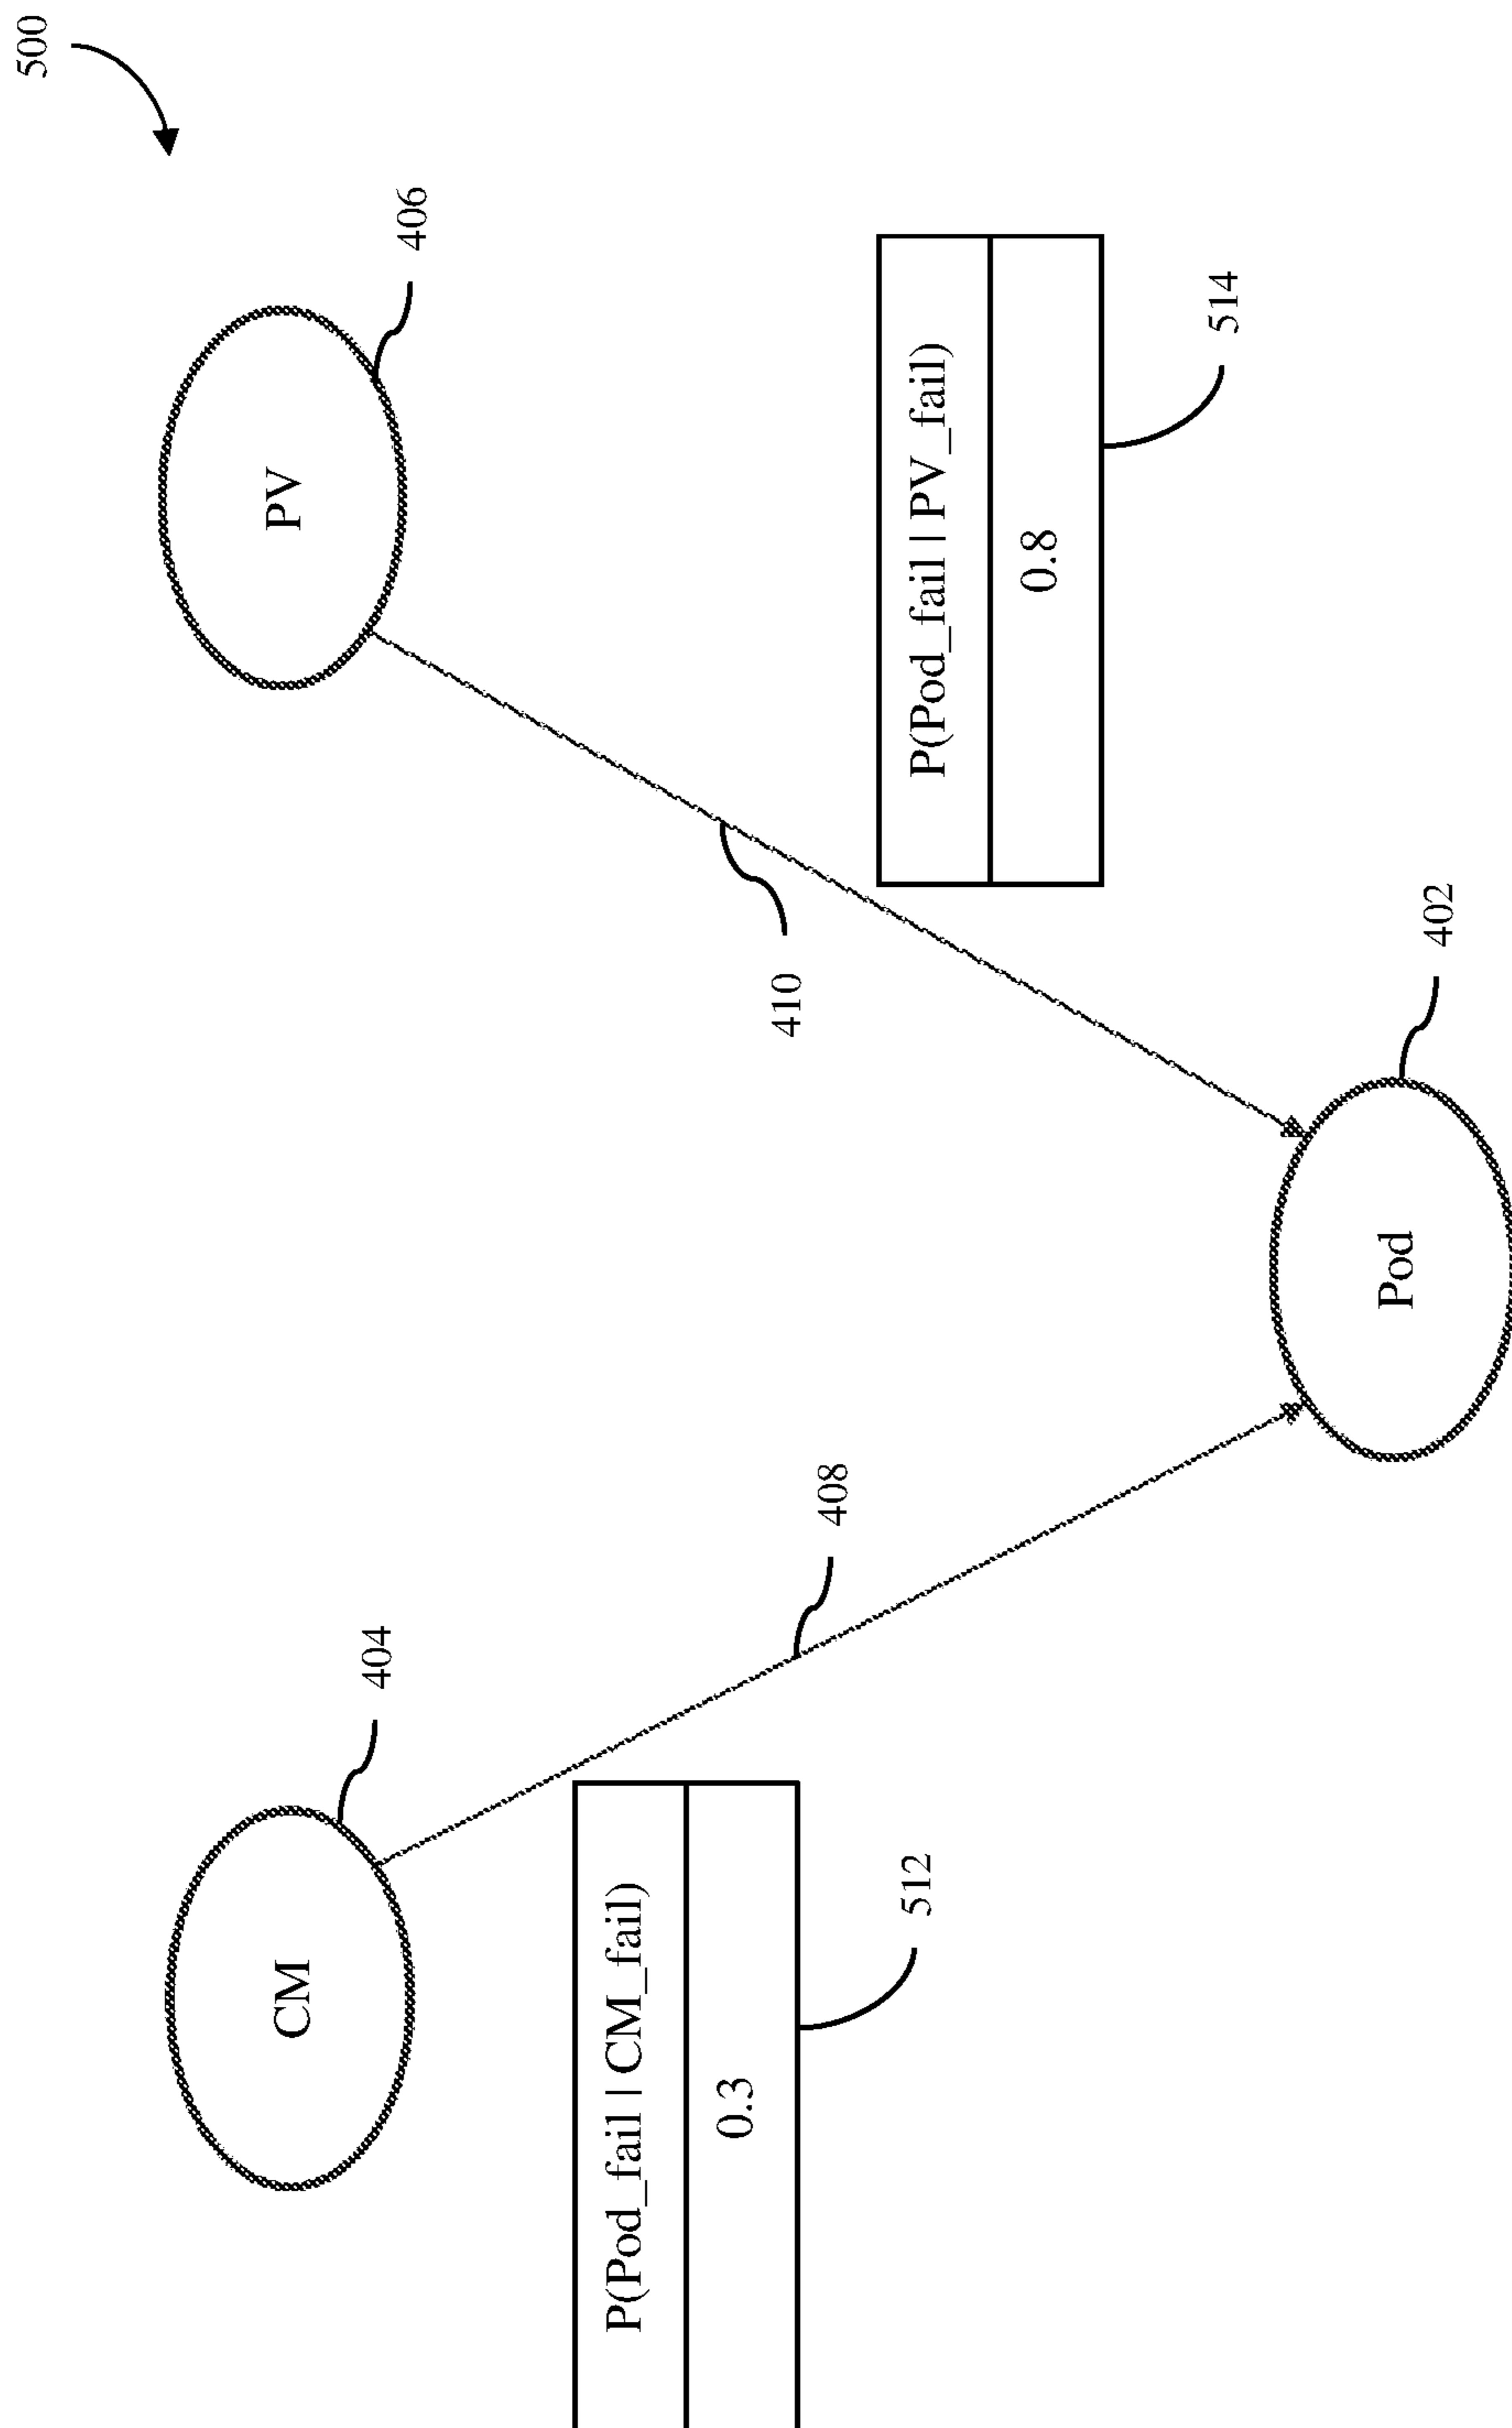 500
CM
404
PV
406
P(Pod_fail | CM_fail)
0.3
512
408
410
P(Pod_fail | PV_fail)
0.8
514
Pod
402